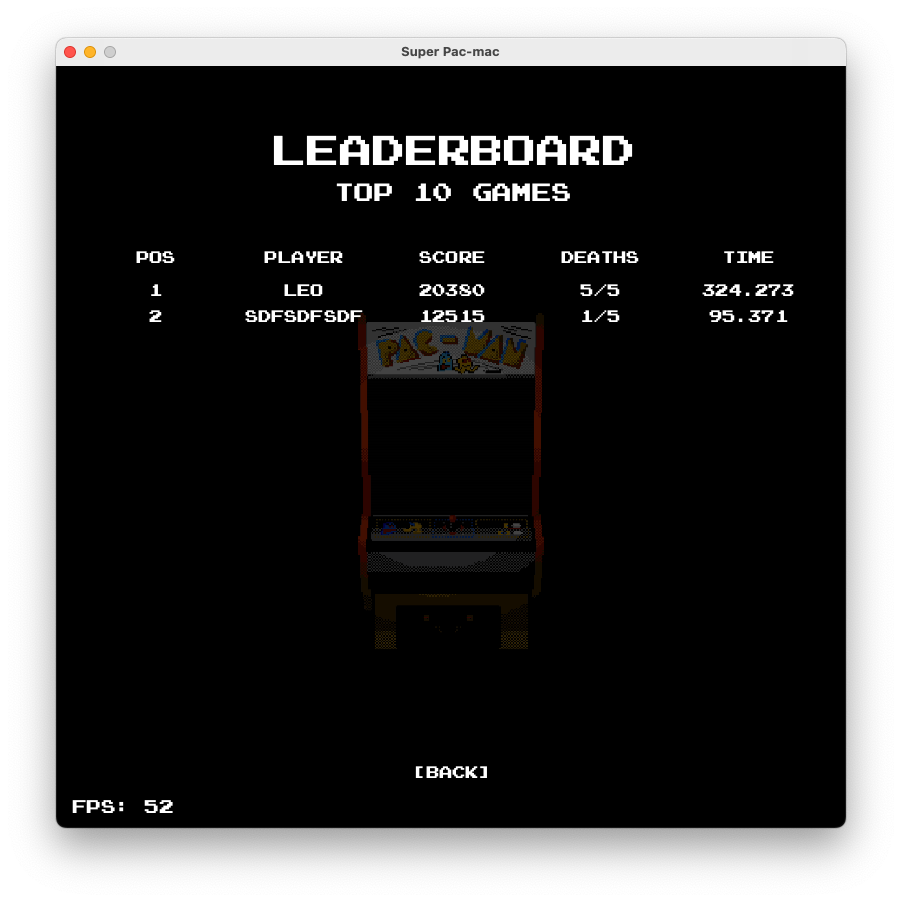 Super Pac-mac
LEADERBOARD
TOP 10 GAMES
POS PLAYER SCORE DEATHS TIME
1 LEO 20380 5/5 324.273
2 SDFSDFSDF 12515 1/5 95.371
PAC-MAN
[BACK]
FPS: 52